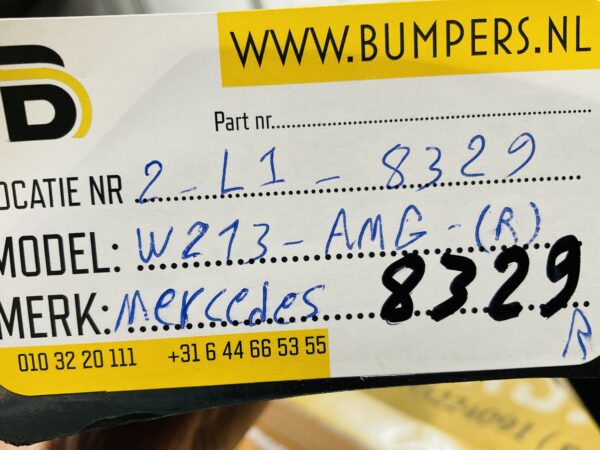 WWW.BUMPERS.NL
D
Part nr.
OCATIE NR 2-L1-8329
MODEL: W213-AMG-(R)
MERK: Mercedes 8329
R
010 32 20 111 +31 6 44 66 53 55